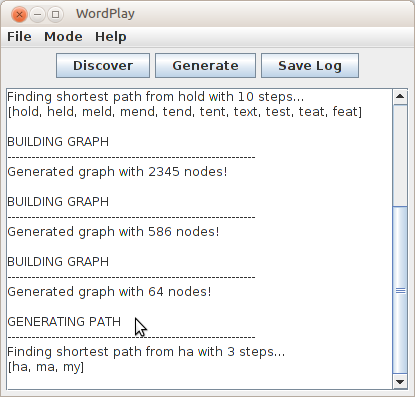 WordPlay
File Mode Help
Discover Generate Save Log
Finding shortest path from hold with 10 steps...
[hold, held, meld, mend, tend, tent, text, test, teat, feat]
BUILDING GRAPH
------------------------------------------------------------
Generated graph with 2345 nodes!
BUILDING GRAPH
------------------------------------------------------------
Generated graph with 586 nodes!
BUILDING GRAPH
------------------------------------------------------------
Generated graph with 64 nodes!
GENERATING PATH
------------------------------------------------------------
Finding shortest path from ha with 3 steps...
[ha, ma, my]